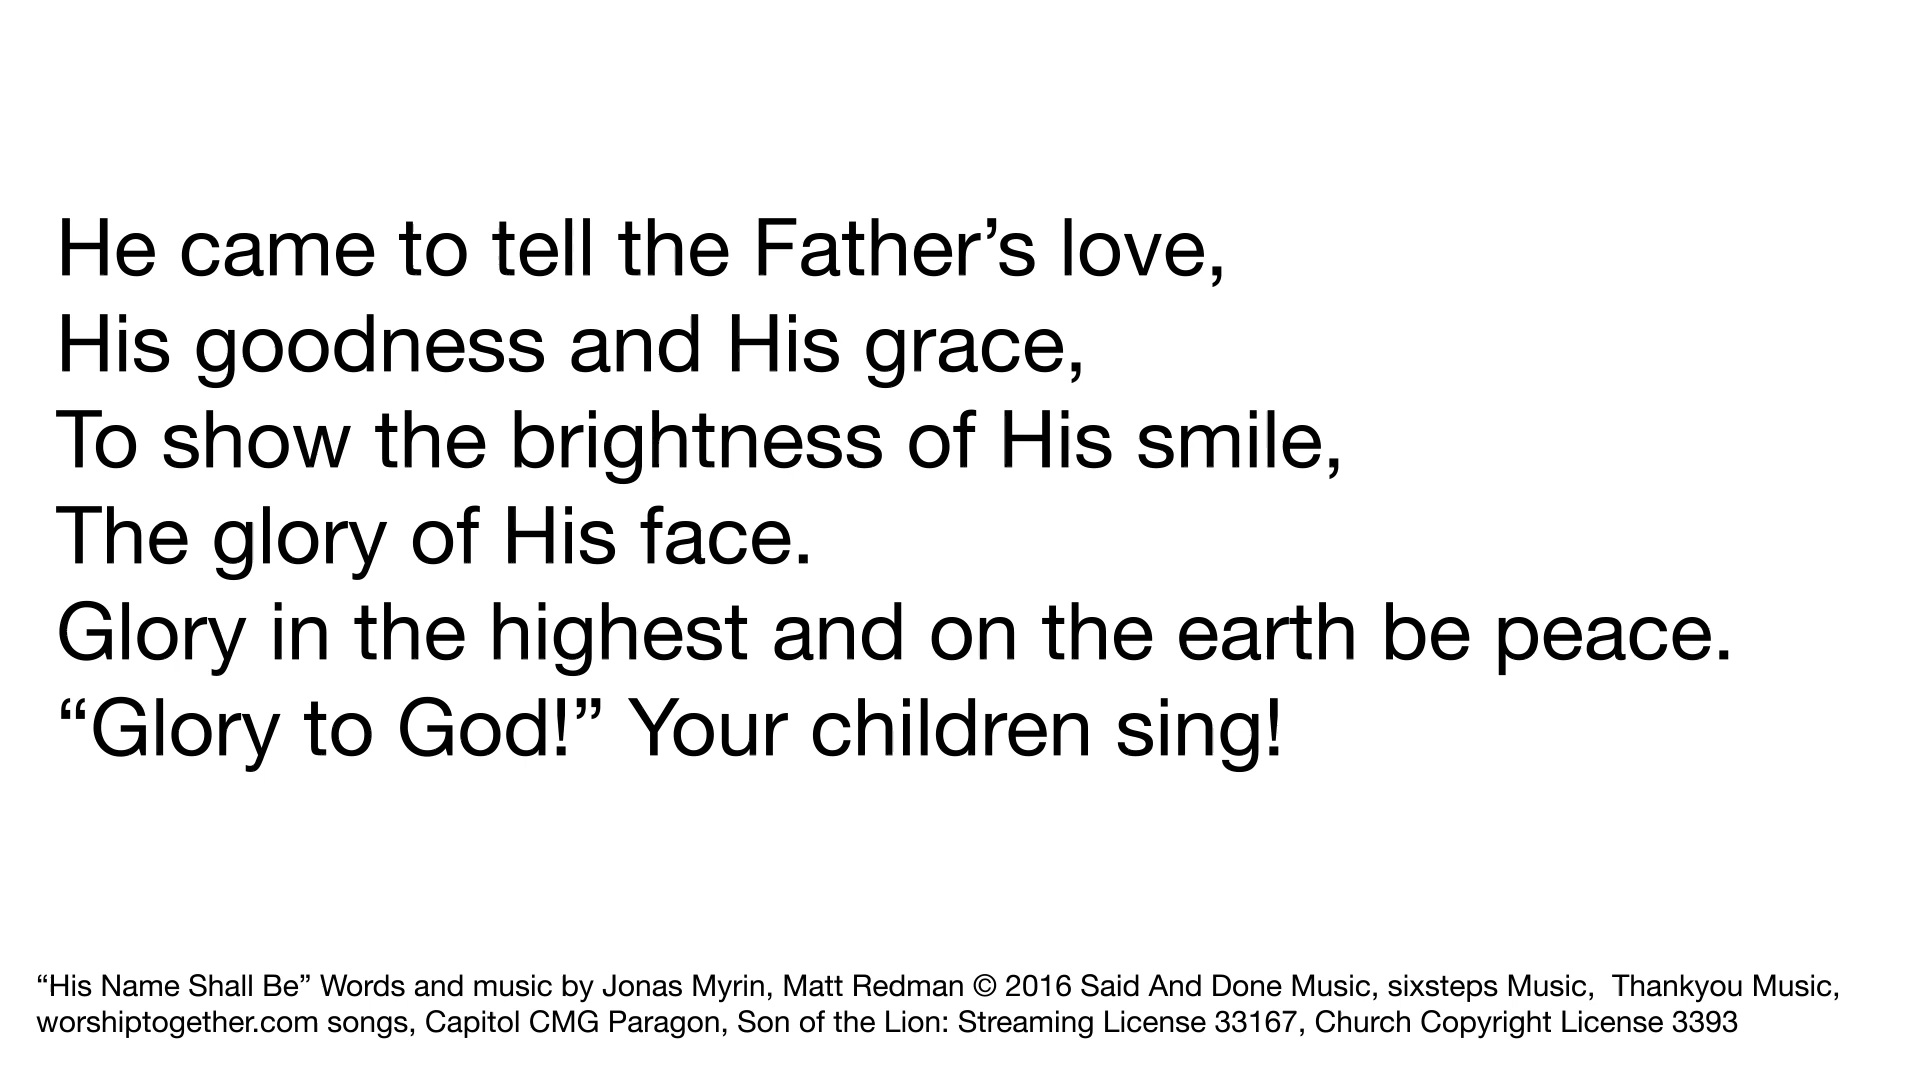 He came to tell the Father’s love,
His goodness and His grace,
To show the brightness of His smile,
The glory of His face.
Glory in the highest and on the earth be peace.
“Glory to God!” Your children sing!
“His Name Shall Be” Words and music by Jonas Myrin, Matt Redman © 2016 Said And Done Music, sixsteps Music,  Thankyou Music,
worshiptogether.com songs, Capitol CMG Paragon, Son of the Lion: Streaming License 33167, Church Copyright License 3393